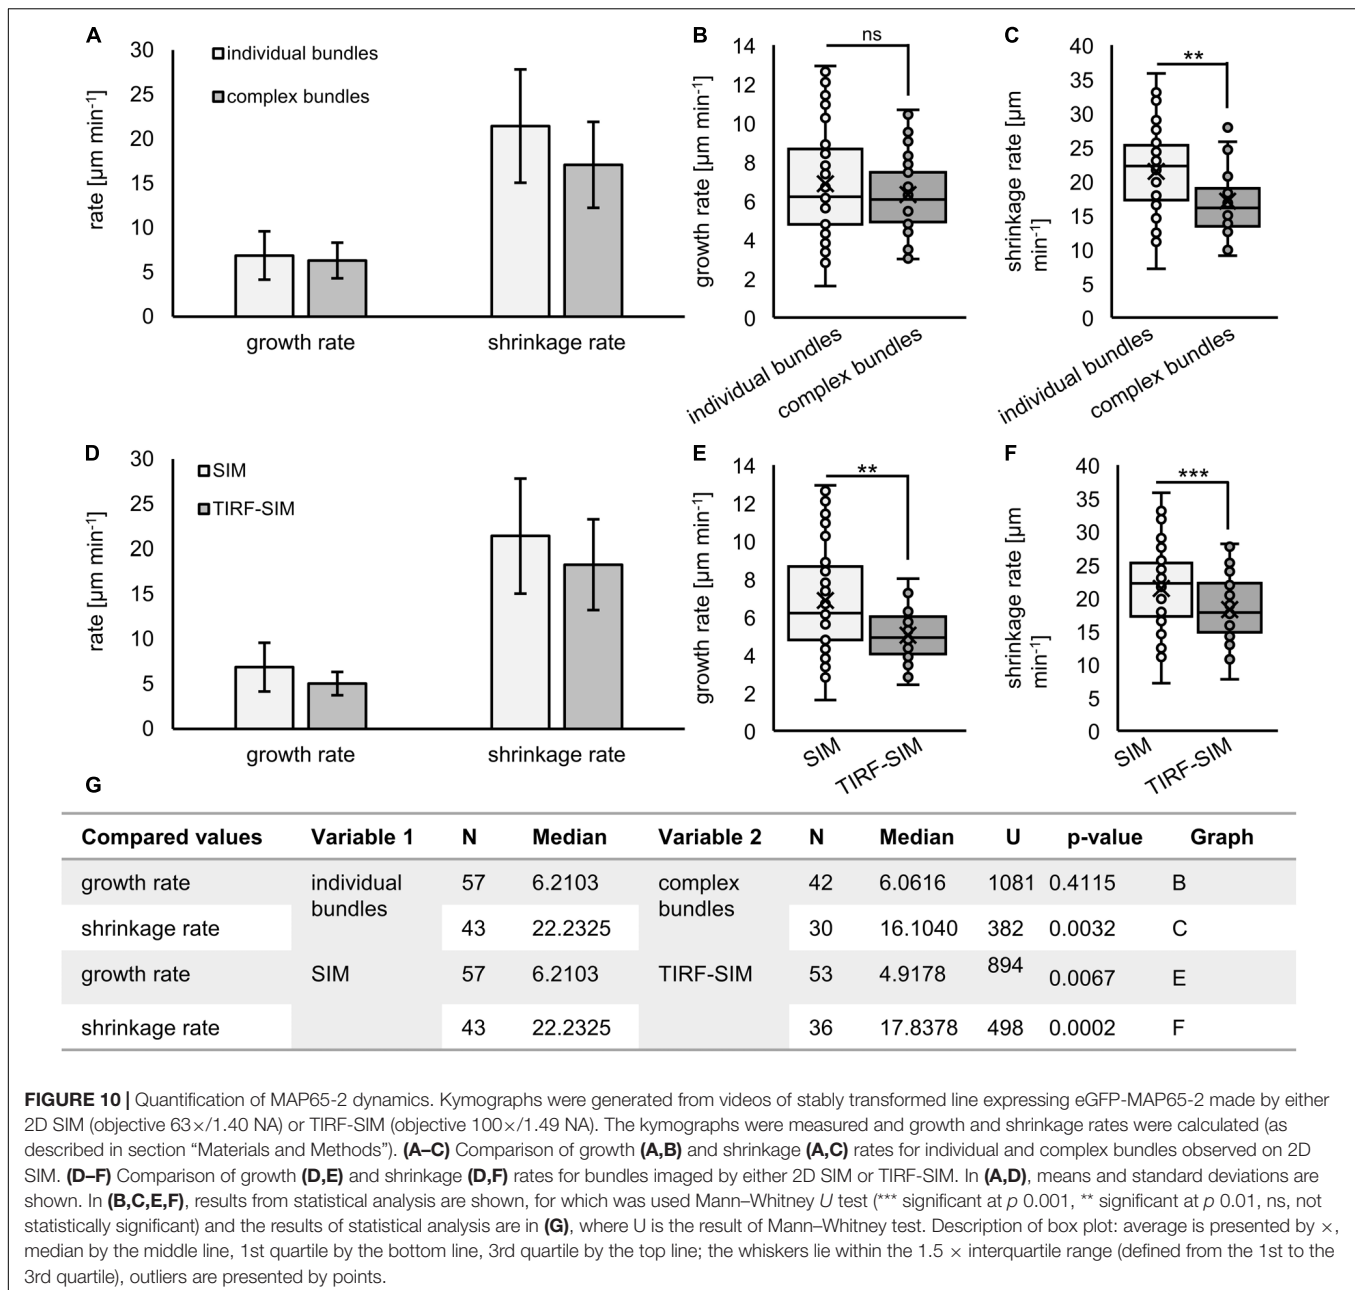 A
30
25
20
15
10
5
0
rate [µm min-1]
individual bundles
complex bundles
growth rate
shrinkage rate
B
14
12
10
8
6
4
2
0
growth rate [µm min-1]
ns
individual bundles
complex bundles
C
40
35
30
25
20
15
10
5
0
shrinkage rate [µm
min-1]
**
individual bundles
complex bundles
D
30
25
20
15
10
5
0
rate [µm min-1]
SIM
TIRF-SIM
growth rate
shrinkage rate
E
14
12
10
8
6
4
2
0
growth rate [µm min-1]
**
SIM
TIRF-SIM
F
40
35
30
25
20
15
10
5
0
shrinkage rate [µm
min-1]
***
SIM
TIRF-SIM
G
Compared values Variable 1 N Median Variable 2 N Median U p-value Graph
growth rate individual bundles 57 6.2103 complex bundles 42 6.0616 1081 0.4115 B
shrinkage rate 43 22.2325 30 16.1040 382 0.0032 C
growth rate SIM 57 6.2103 TIRF-SIM 53 4.9178 894 0.0067 E
shrinkage rate 43 22.2325 36 17.8378 498 0.0002 F
FIGURE 10 | Quantification of MAP65-2 dynamics. Kymographs were generated from videos of stably transformed line expressing eGFP-MAP65-2 made by either
2D SIM (objective 63×/1.40 NA) or TIRF-SIM (objective 100×/1.49 NA). The kymographs were measured and growth and shrinkage rates were calculated (as
described in section “Materials and Methods”). (A–C) Comparison of growth (A,B) and shrinkage (A,C) rates for individual and complex bundles observed on 2D
SIM. (D–F) Comparison of growth (D,E) and shrinkage (D,F) rates for bundles imaged by either 2D SIM or TIRF-SIM. In (A,D), means and standard deviations are
shown. In (B,C,E,F), results from statistical analysis are shown, for which was used Mann–Whitney U test (*** significant at p 0.001, ** significant at p 0.01, ns, not
statistically significant) and the results of statistical analysis are in (G), where U is the result of Mann–Whitney test. Description of box plot: average is presented by ×,
median by the middle line, 1st quartile by the bottom line, 3rd quartile by the top line; the whiskers lie within the 1.5 × interquartile range (defined from the 1st to the
3rd quartile), outliers are presented by points.